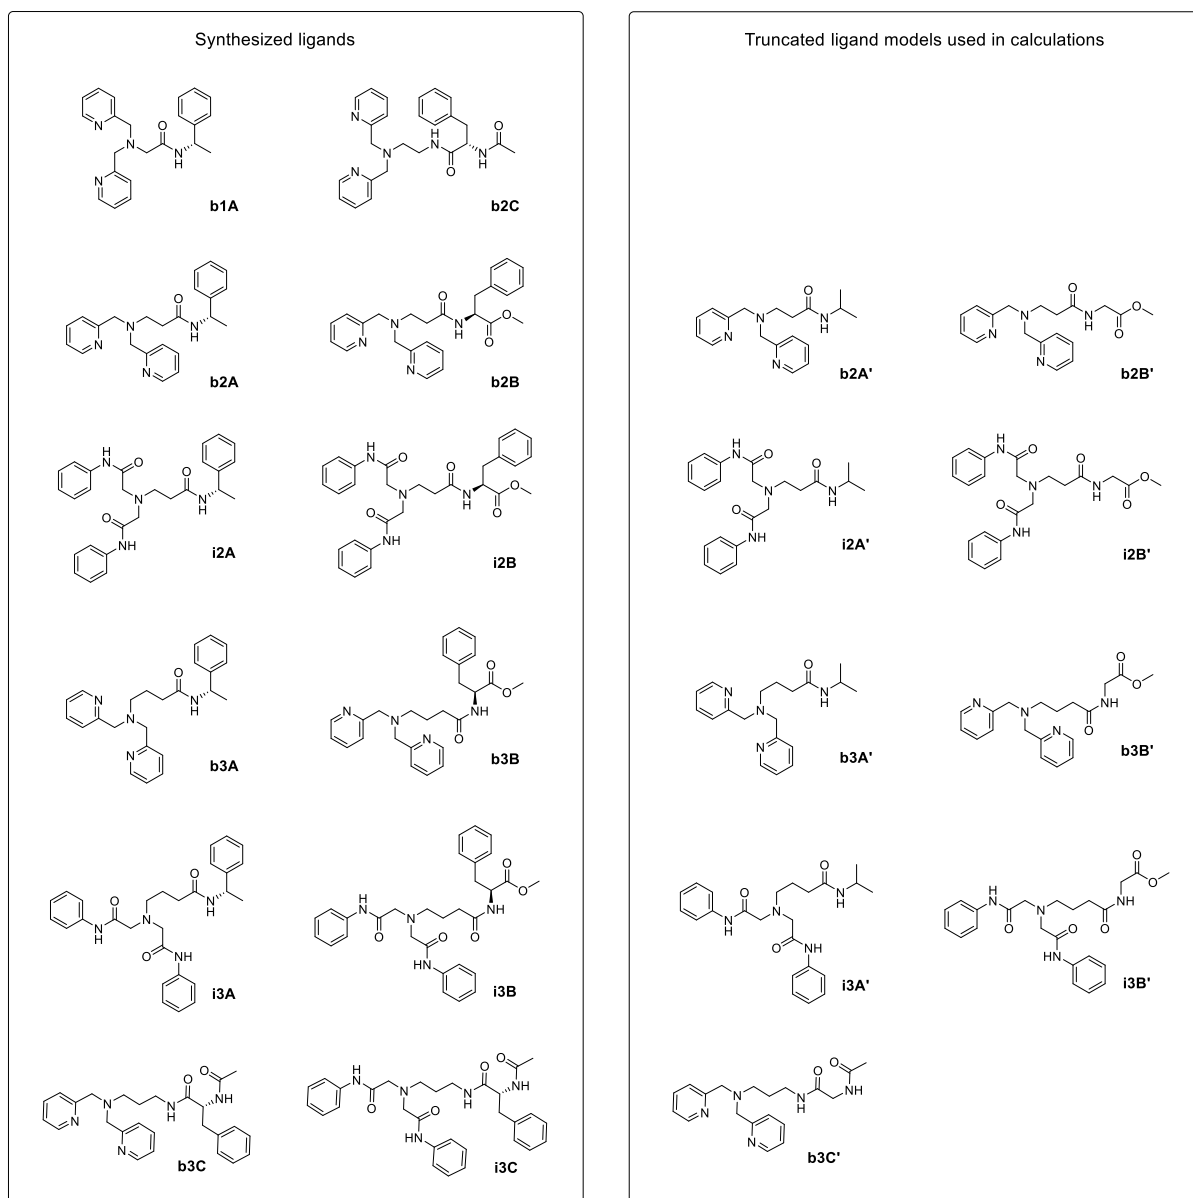 Synthesized ligands
Truncated ligand models used in calculations
b1A
b2C
b2A
b2B
b2A'
b2B'
i2A
i2B
i2A'
i2B'
b3A
b3B
b3A'
b3B'
i3A
i3B
i3A'
i3B'
b3C
i3C
b3C'